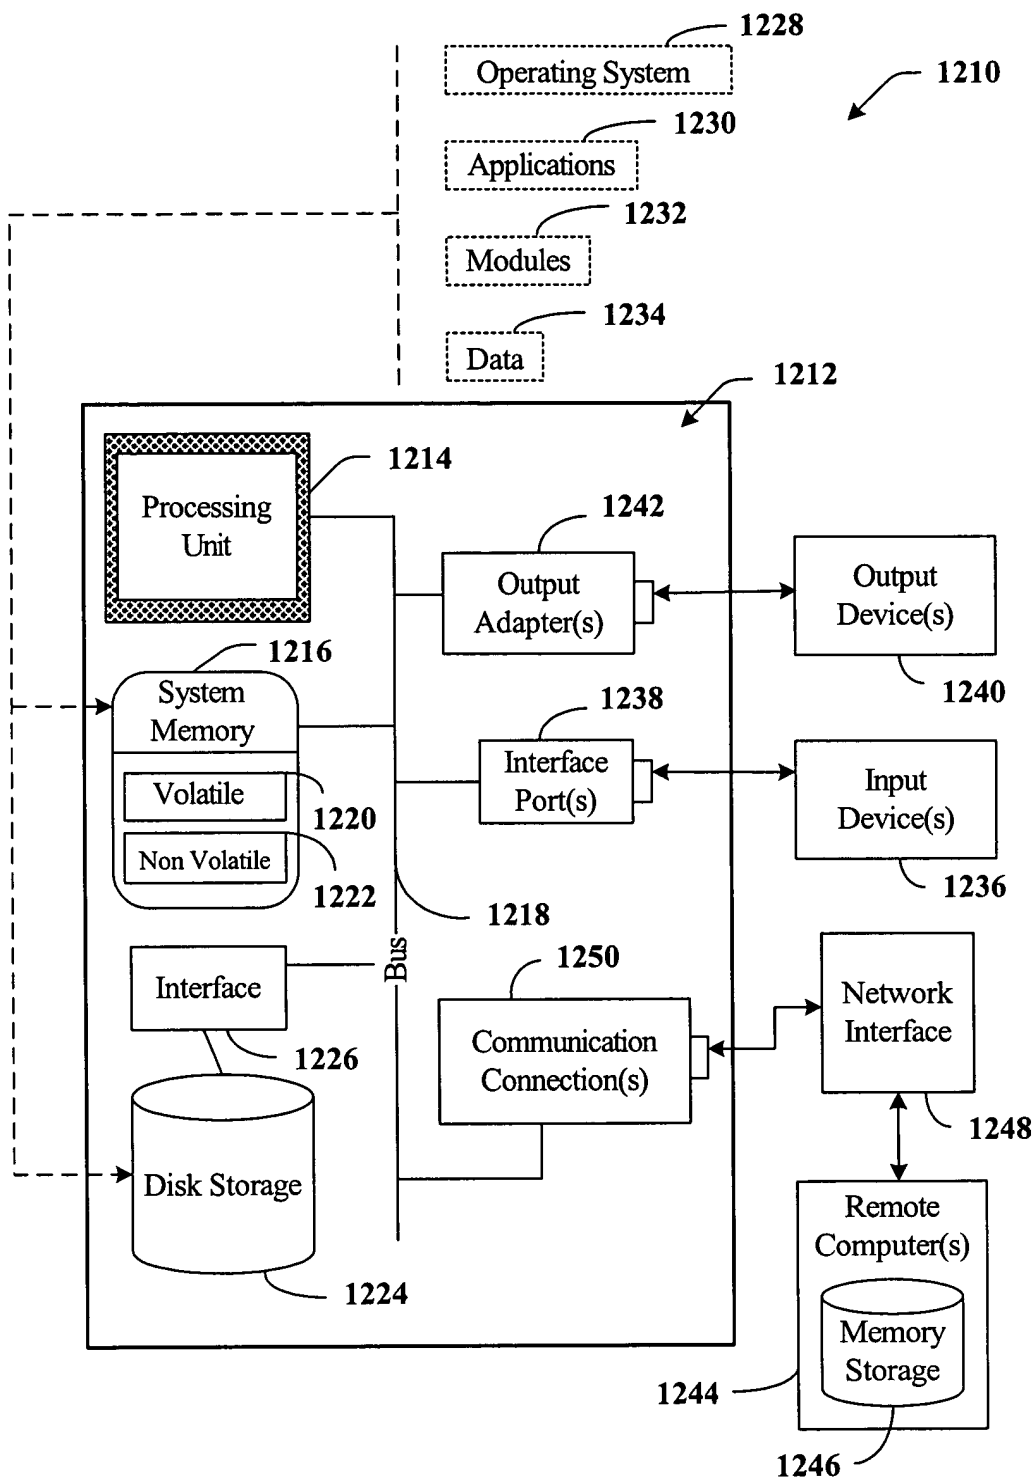 1228
Operating System
1210
1230
Applications
1232
Modules
1234
Data
1212
1214
Processing
Unit
1242
Output
Adapter(s)
Output
Device(s)
1240
1216
System
Memory
1238
Interface
Port(s)
Input
Device(s)
1236
Volatile
1220
Non Volatile
1222
1218
Bus
Interface
1226
1250
Communication
Connection(s)
Network
Interface
1248
Disk Storage
1224
Remote
Computer(s)
Memory
Storage
1244
1246